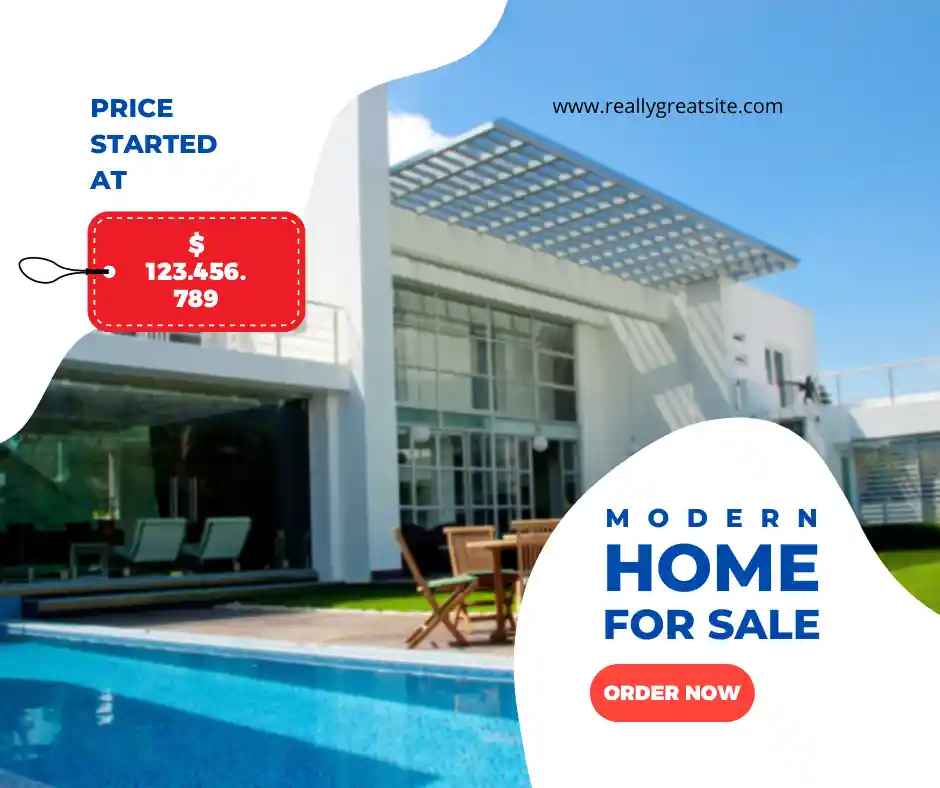 PRICE
STARTED
AT
$
123.456.
789
www.reallygreatsite.com
MODERN
HOME
FOR SALE
ORDER NOW